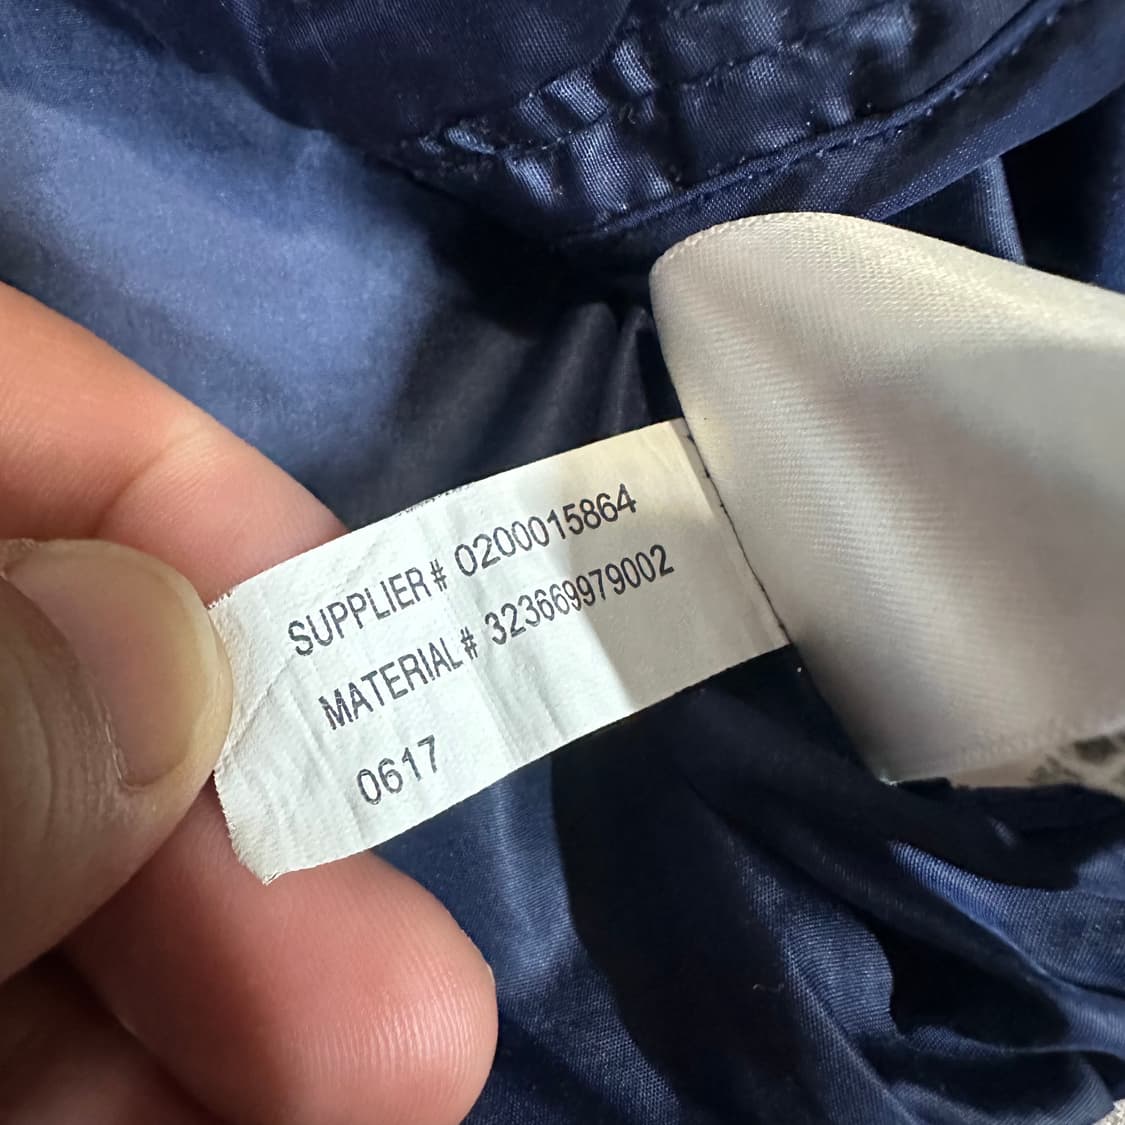 SUPPLIER# 0200015864
MATERIAL# 323669979002
0617